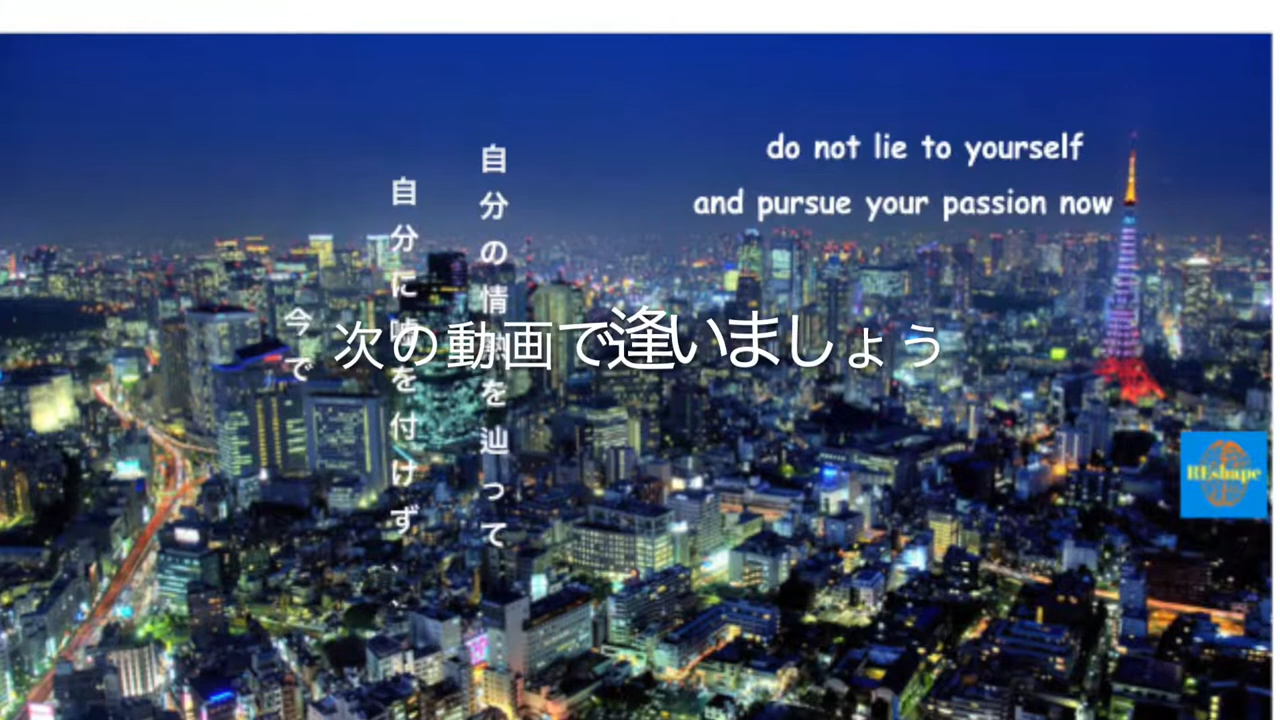 do not lie to yourself
and pursue your passion now
自分の情熱を辿って
自分に嘘を付けず、、
今で
次の動画で逢いましょう
REshape